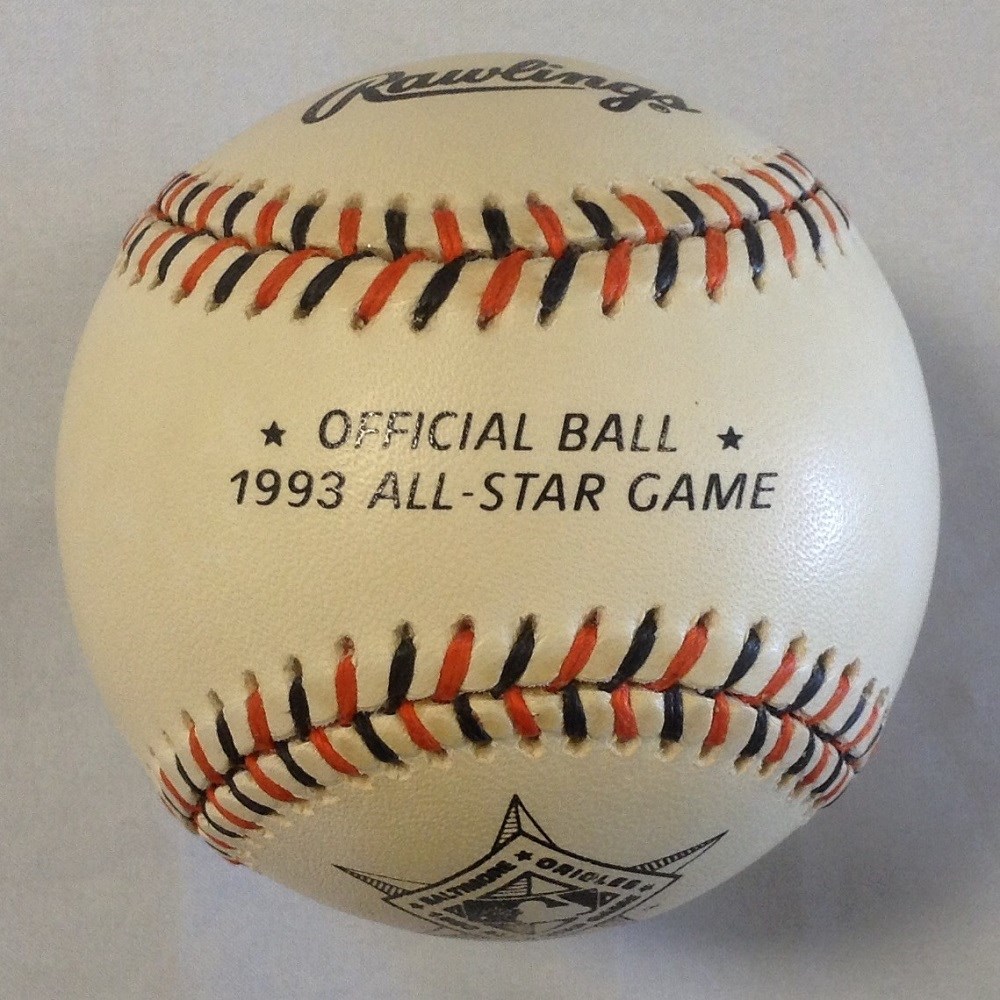 Rawlings
★ OFFICIAL BALL ★
1993 ALL-STAR GAME
★ BALTIMORE ★ ORIOLES ★